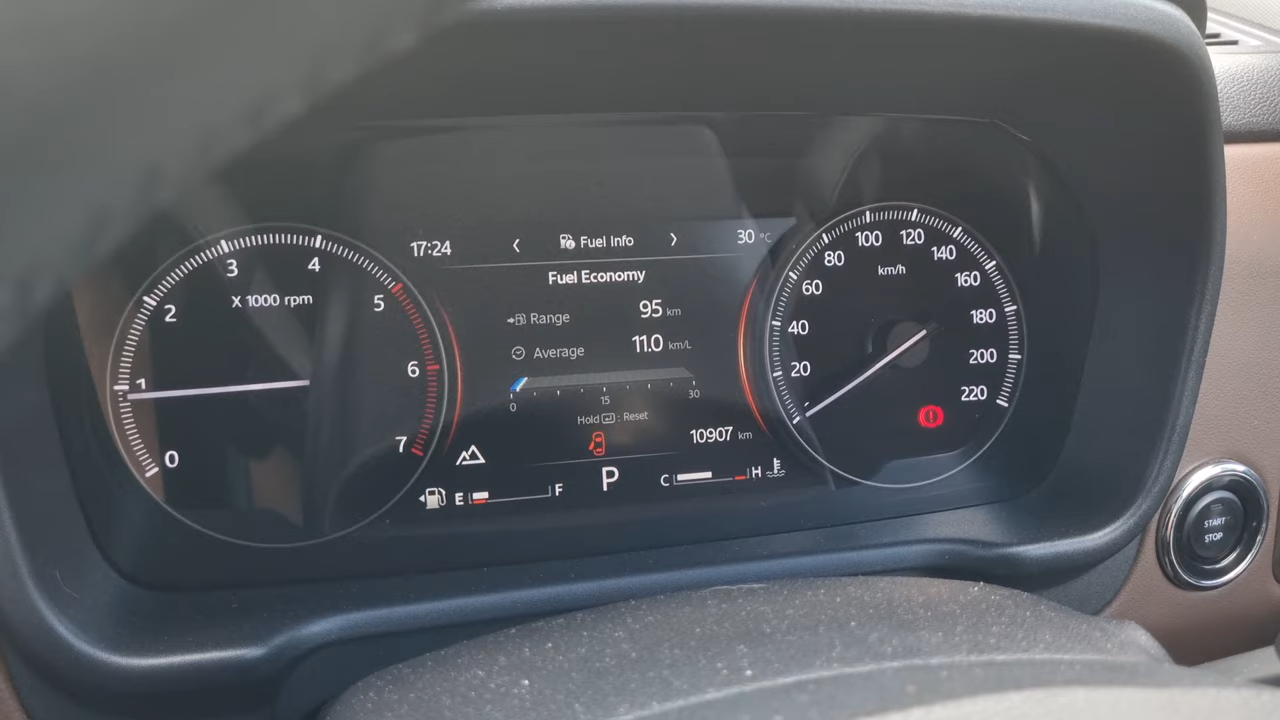 17:24
Fuel Info
30 °C
Fuel Economy
Range 95 km
Average 11.0 km/L
0 15 30
Hold : Reset
10907 km
P
E F
C H
0 1 2 3 4 5 6 7
X 1000 rpm
20 40 60 80 100 120 140 160 180 200 220
km/h
START
STOP